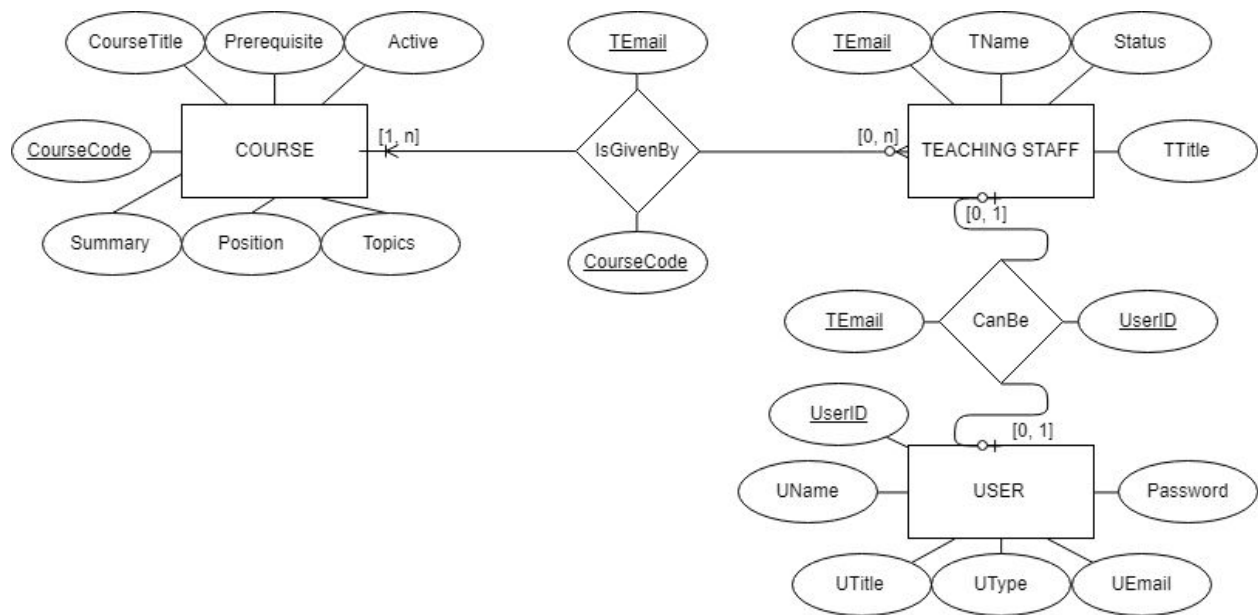 CourseTitle
Prerequisite
Active
TEmail
TEmail
TName
Status
CourseCode
COURSE
[1, n]
IsGivenBy
[0, n]
TEACHING STAFF
TTitle
[0, 1]
Summary
Position
Topics
CourseCode
TEmail
CanBe
UserID
UserID
[0, 1]
UName
USER
Password
UTitle
UType
UEmail